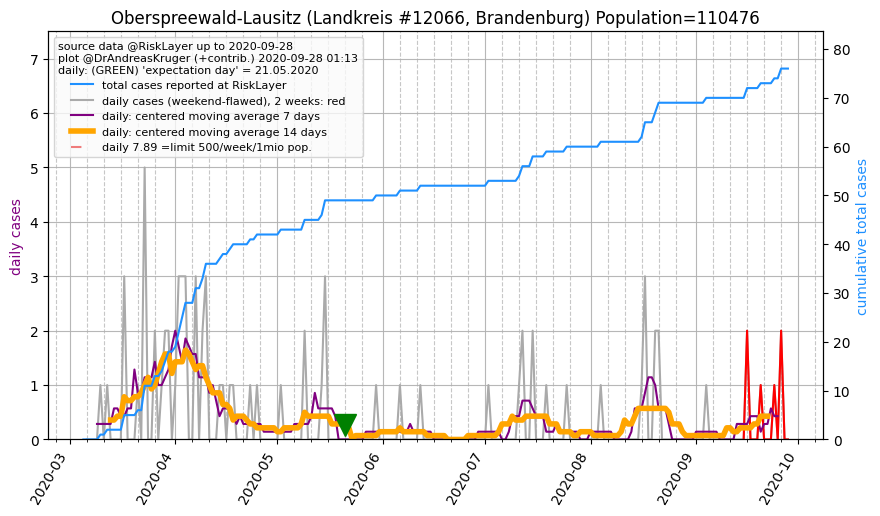 Oberspreewald-Lausitz (Landkreis #12066, Brandenburg) Population=110476
source data @RiskLayer up to 2020-09-28
plot @DrAndreasKruger (+contrib.) 2020-09-28 01:13
daily: (GREEN) 'expectation day' = 21.05.2020
total cases reported at RiskLayer
daily cases (weekend-flawed), 2 weeks: red
daily: centered moving average 7 days
daily: centered moving average 14 days
daily 7.89 =limit 500/week/1mio pop.
daily cases
7
6
5
4
3
2
1
0
cumulative total cases
80
70
60
50
40
30
20
10
0
2020-03
2020-04
2020-05
2020-06
2020-07
2020-08
2020-09
2020-10